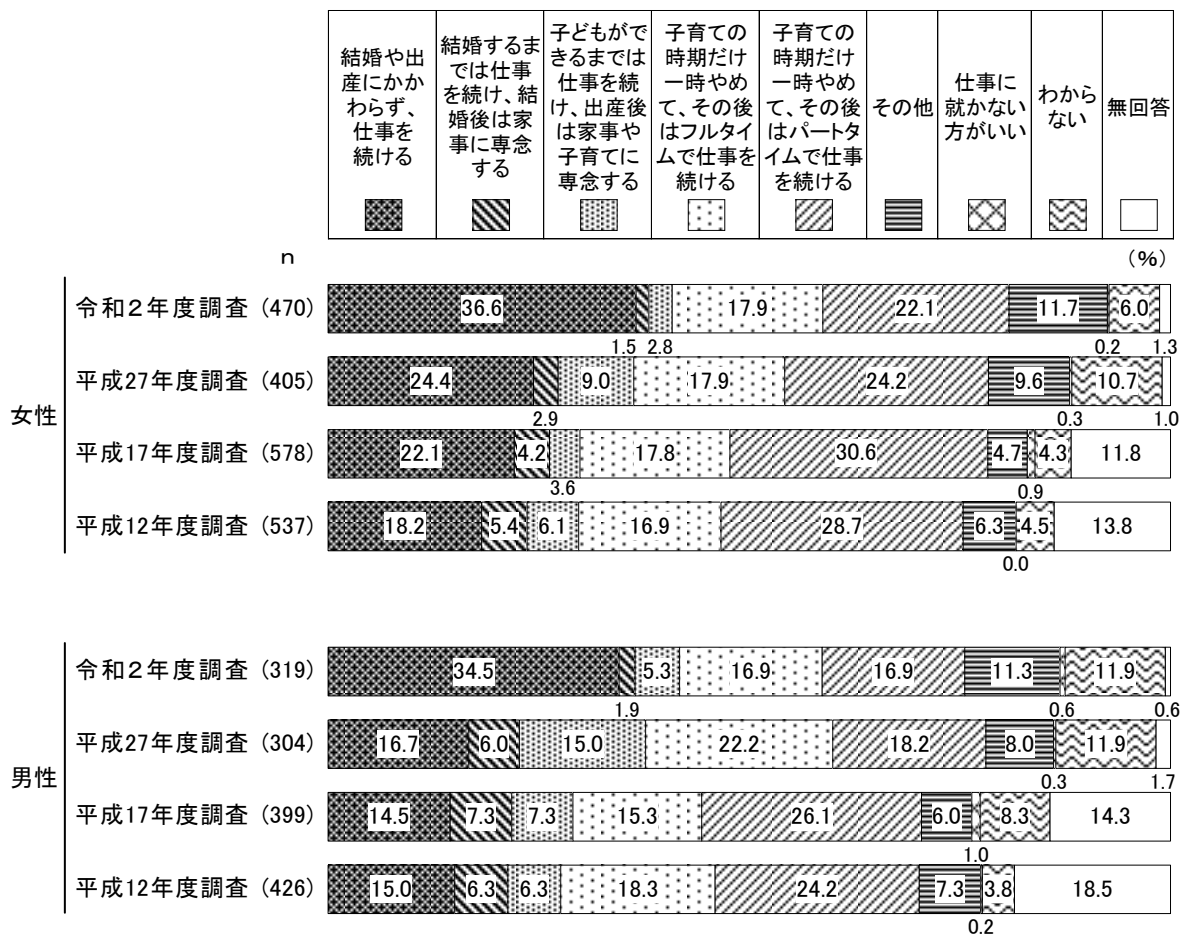 結婚や出
産にかか
わらず、
仕事を
続ける
結婚するま
では仕事
を続け、結
婚後は家
事に専念
する
子どもがで
きるまでは
仕事を続
け、出産後
は家事や
子育てに
専念する
子育ての
時期だけ
一時やめ
て、その後
はフルタイ
ムで仕事を
続ける
子育ての
時期だけ
一時やめ
て、その後
はパートタ
イムで仕事
を続ける
その他
仕事に
就かない
方がいい
わから
ない
無回答
n (%)
女性
令和2年度調査 (470) 36.6 17.9 22.1 11.7 6.0
1.5 2.8 0.2 1.3
平成27年度調査 (405) 24.4 9.0 17.9 24.2 9.6 10.7
2.9 0.3 1.0
平成17年度調査 (578) 22.1 4.2 17.8 30.6 4.7 4.3 11.8
3.6 0.9
平成12年度調査 (537) 18.2 5.4 6.1 16.9 28.7 6.3 4.5 13.8
0.0
男性
令和2年度調査 (319) 34.5 5.3 16.9 16.9 11.3 11.9
1.9 0.6 0.6
平成27年度調査 (304) 16.7 6.0 15.0 22.2 18.2 8.0 11.9
0.3 1.7
平成17年度調査 (399) 14.5 7.3 7.3 15.3 26.1 6.0 8.3 14.3
1.0
平成12年度調査 (426) 15.0 6.3 6.3 18.3 24.2 7.3 3.8 18.5
0.2